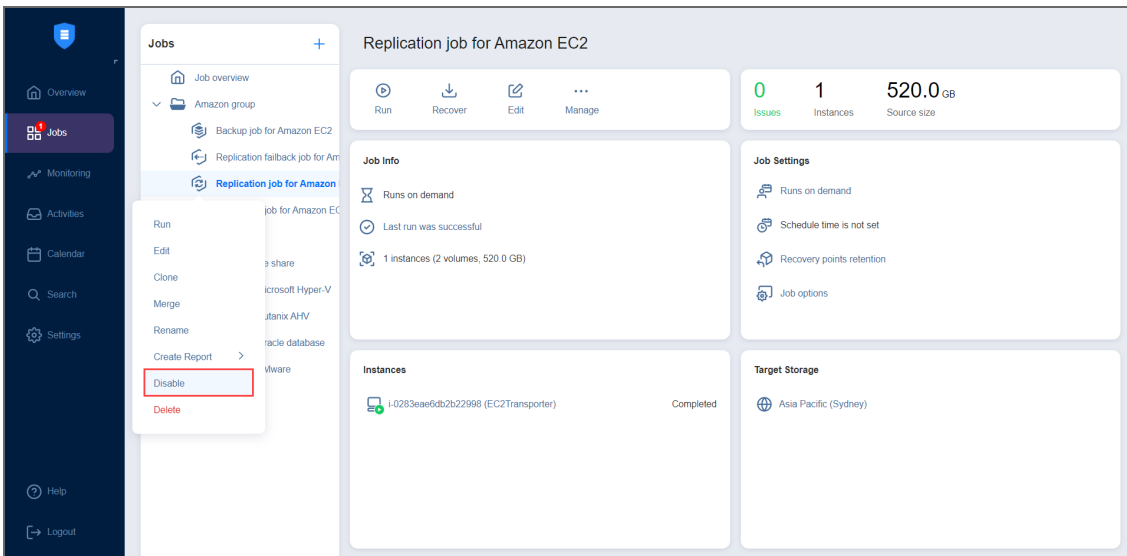 Overview
1
Jobs
Monitoring
Activities
Calendar
Search
Settings
Help
Logout
Jobs
Job overview
Amazon group
Backup job for Amazon EC2
Replication failback job for Am
Replication job for Amazon
job for Amazon EC
e share
icrosoft Hyper-V
utanix AHV
racle database
Mware
Run
Edit
Clone
Merge
Rename
Create Report
Disable
Delete
Replication job for Amazon EC2
Run Recover Edit Manage
0 1 520.0 GB
Issues Instances Source size
Job Info
Runs on demand
Last run was successful
1 instances (2 volumes, 520.0 GB)
Job Settings
Runs on demand
Schedule time is not set
Recovery points retention
Job options
Instances
i-0283eae6db2b22998 (EC2Transporter) Completed
Target Storage
Asia Pacific (Sydney)